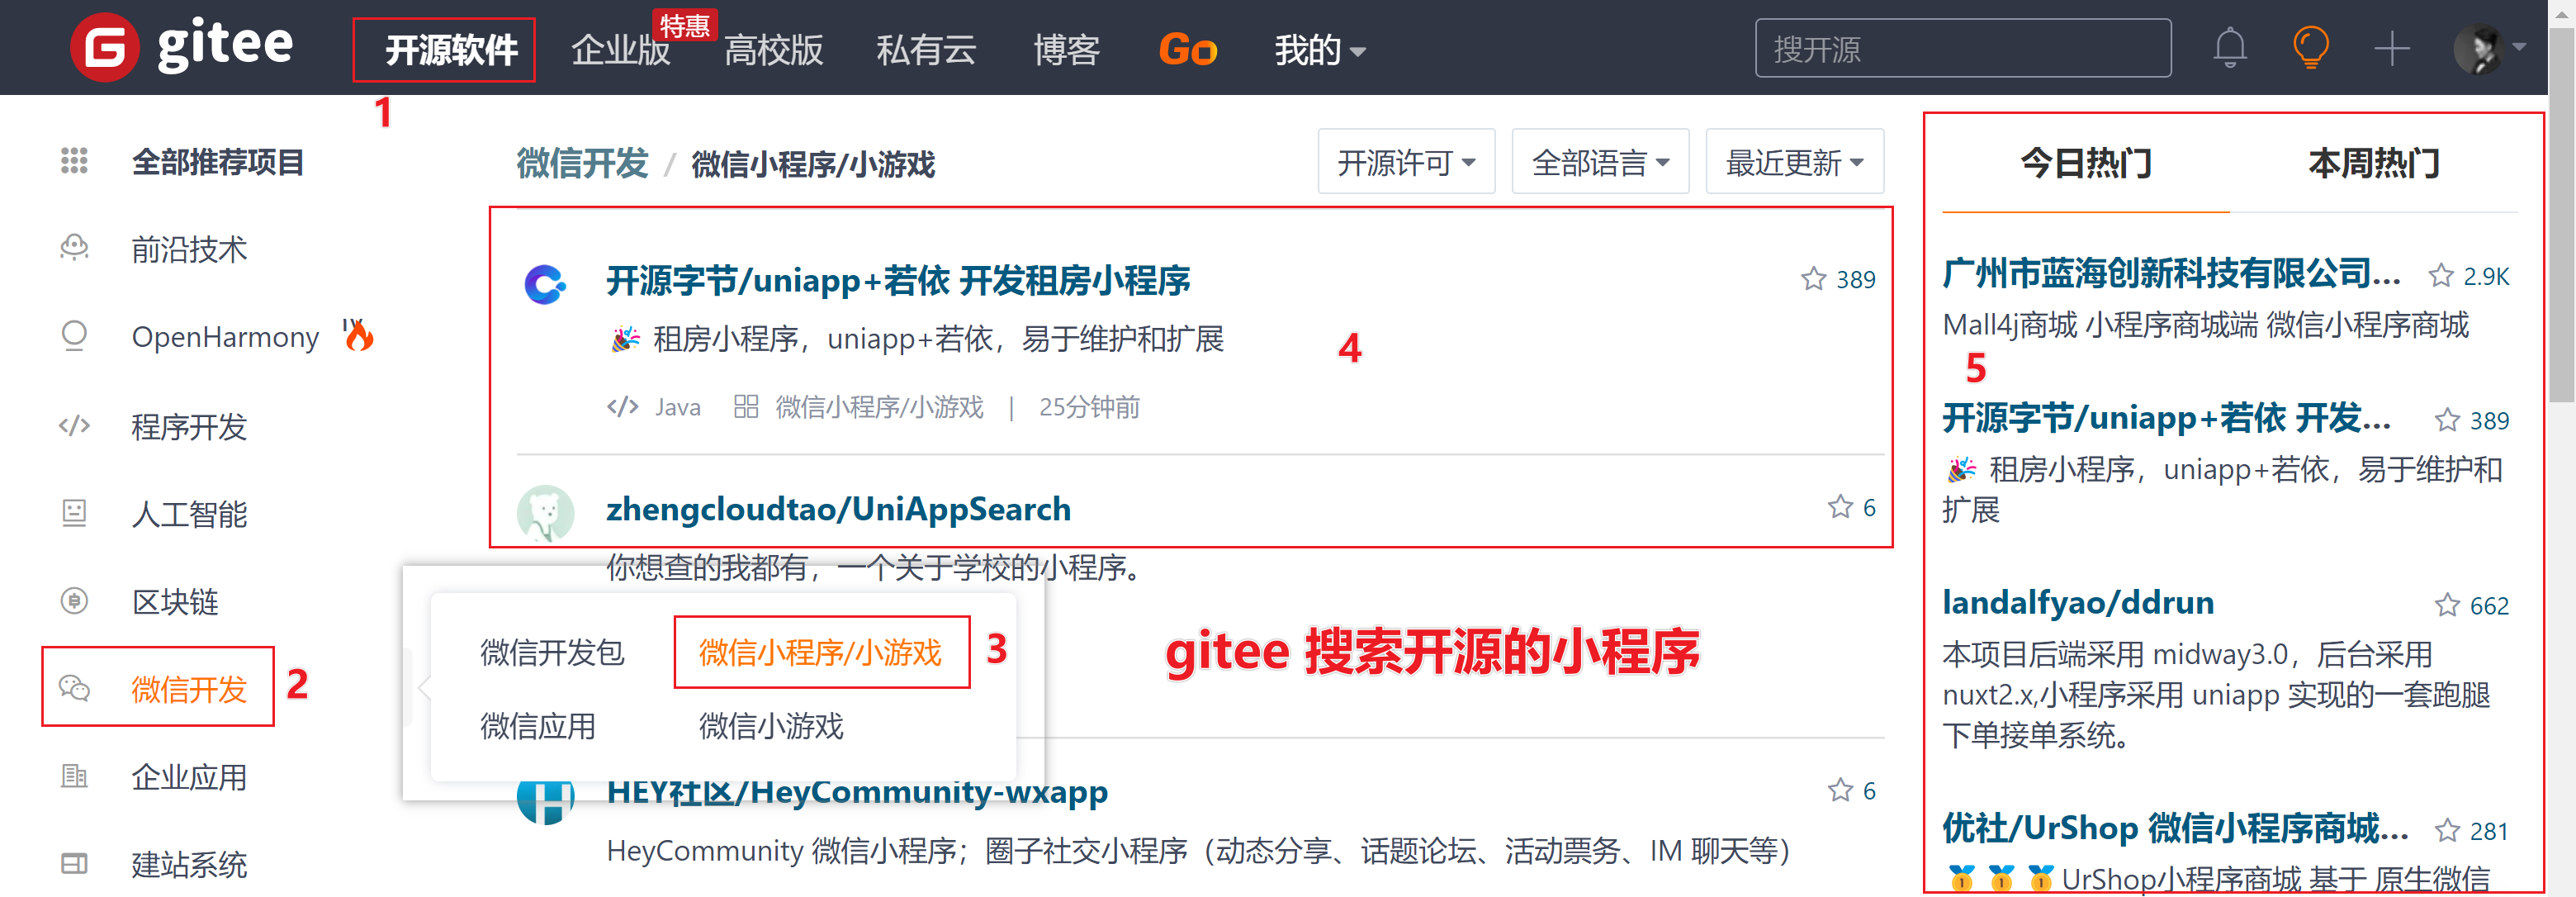 gitee
开源软件
企业版
特惠
高校版
私有云
博客
Go
我的
搜开源
1
全部推荐项目
前沿技术
OpenHarmony
程序开发
人工智能
区块链
微信开发
2
企业应用
建站系统
微信开发 / 微信小程序/小游戏
开源许可
全部语言
最近更新
开源字节/uniapp+若依 开发租房小程序
389
🎉 租房小程序，uniapp+若依，易于维护和扩展
4
</> Java 微信小程序/小游戏 | 25分钟前
zhengcloudtao/UniAppSearch
6
你想查的我都有，一个关于学校的小程序。
微信开发包
微信小程序/小游戏
3
微信应用
微信小游戏
gitee 搜索开源的小程序
HEY社区/HeyCommunity-wxapp
6
HeyCommunity 微信小程序；圈子社交小程序（动态分享、话题论坛、活动票务、IM 聊天等）
今日热门
本周热门
广州市蓝海创新科技有限公司...
2.9K
Mall4j商城 小程序商城端 微信小程序商城
5
开源字节/uniapp+若依 开发...
389
🎉 租房小程序，uniapp+若依，易于维护和
扩展
landalfyao/ddrun
662
本项目后端采用 midway3.0，后台采用
nuxt2.x,小程序采用 uniapp 实现的一套跑腿
下单接单系统。
优社/UrShop 微信小程序商城...
281
🥇 🥇 🥇 UrShop小程序商城 基于 原生微信